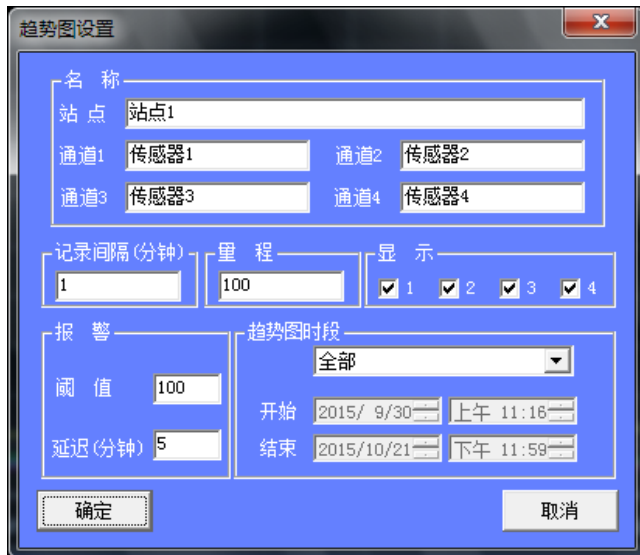 趋势图设置
名 称
站 点 站点1
通道1 传感器1 通道2 传感器2
通道3 传感器3 通道4 传感器4
记录间隔(分钟) 量 程 显 示
1 100 1 2 3 4
报 警 趋势图时段
全部
阈 值 100
开始 2015/ 9/30 上午 11:16
延迟(分钟) 5 结束 2015/10/21 下午 11:59
确定 取消